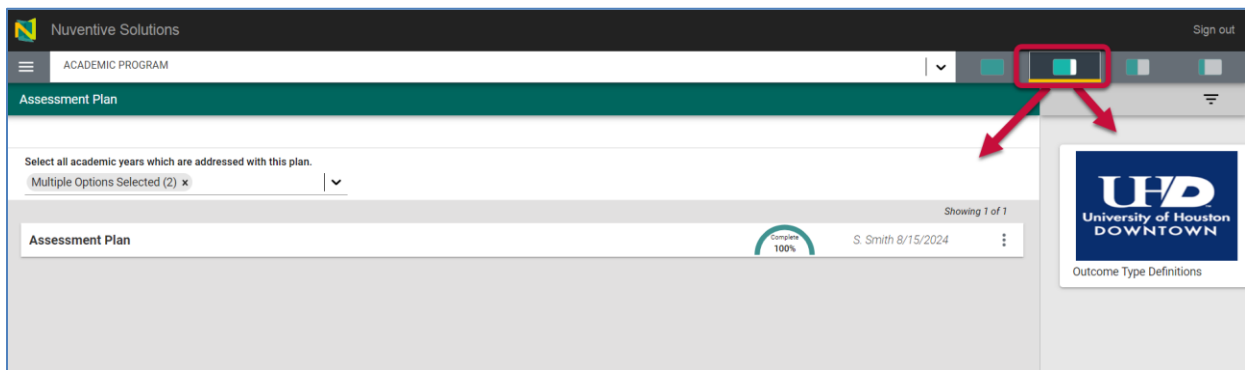 Nuventive Solutions
Sign out
ACADEMIC PROGRAM
Assessment Plan
Select all academic years which are addressed with this plan.
Multiple Options Selected (2) x
Showing 1 of 1
Assessment Plan
Complete
100%
S. Smith 8/15/2024
UHD
University of Houston
DOWNTOWN
Outcome Type Definitions